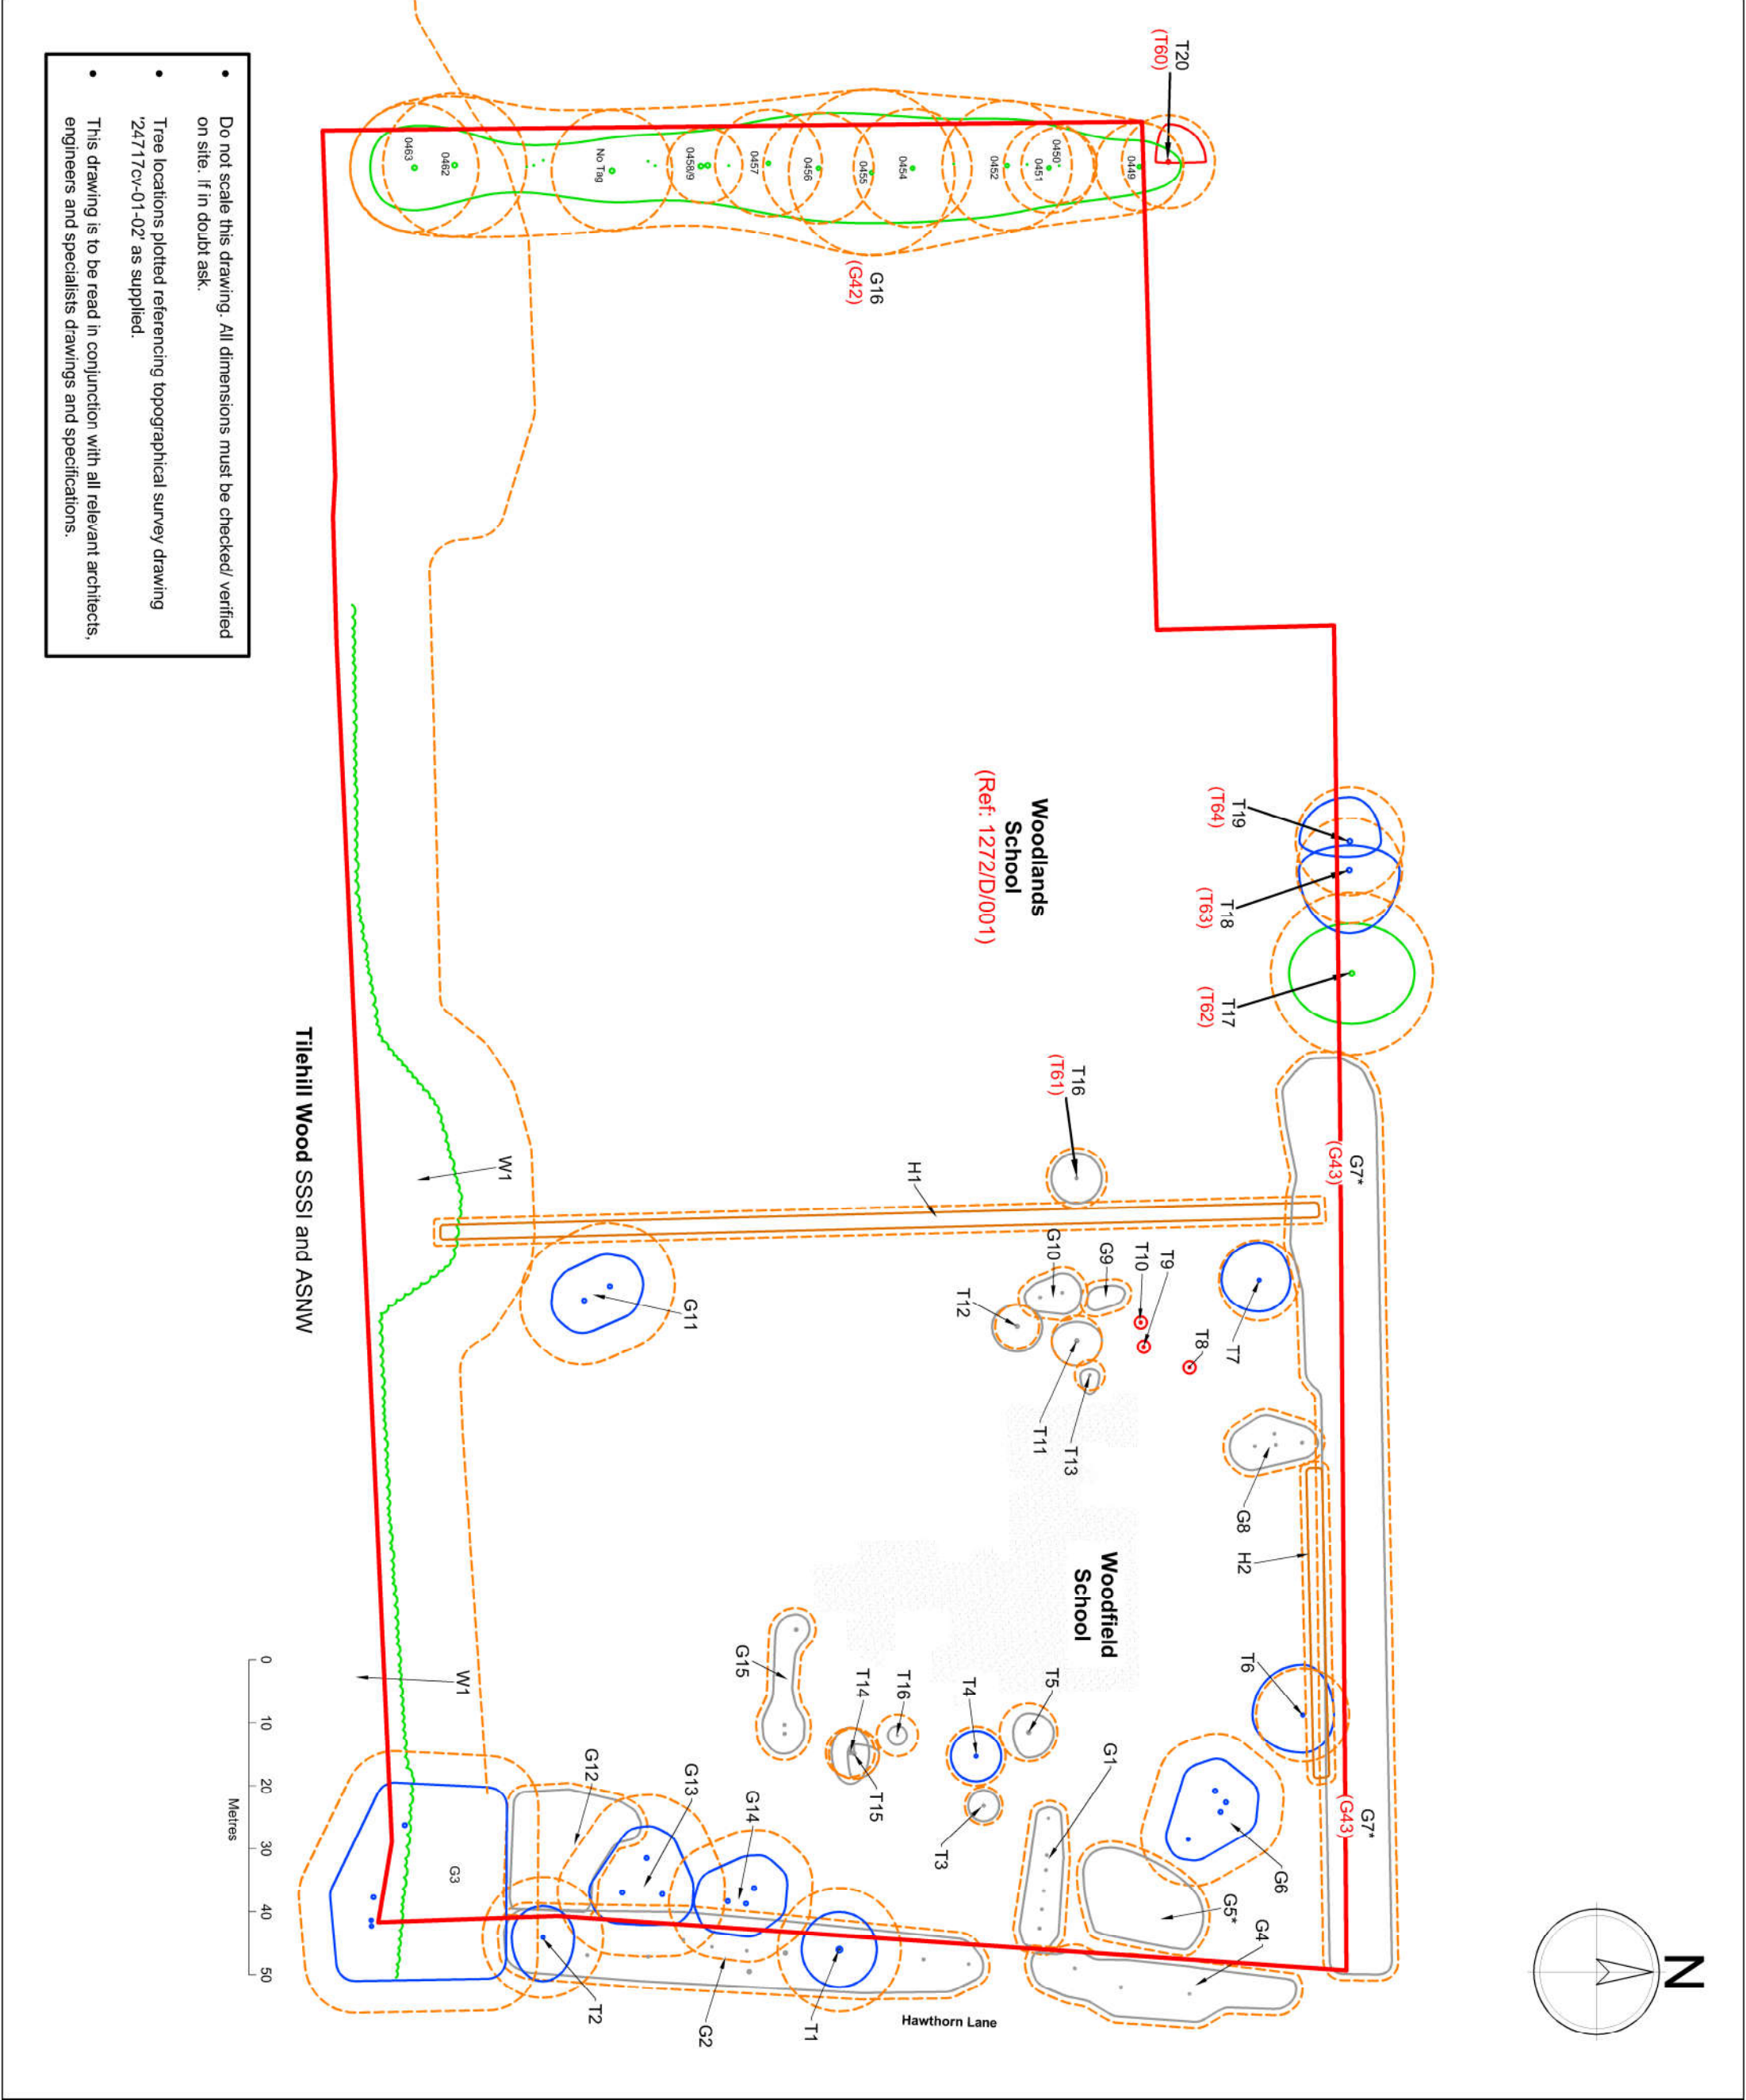 N
T20
(T60)
0449
0450
0451
0452
0454
0455
0456
0457
0458/9
No Tag
0462
0463
G16
(G42)
T19
(T64)
T18
(T63)
T17
(T62)
Woodlands
School
(Ref: 1272/D/001)
T16
(T61)
G7*
(G43)
H1
W1
Tilehill Wood SSSI and ASNW
G10
G9
T10
T9
T8
T7
T12
T11
T13
G11
G8
H2
Woodfield
School
T6
T5
T4
T16
T14
G15
T15
T3
G1
G6
G5*
G4
G7*
(G43)
W1
G12
G13
G14
G3
T2
G2
T1
Hawthorn Lane
0
10
20
30
40
50
Metres
• Do not scale this drawing. All dimensions must be checked/ verified
on site. If in doubt ask.
• Tree locations plotted referencing topographical survey drawing
'24717cy-01-02' as supplied.
• This drawing is to be read in conjunction with all relevant architects,
engineers and specialists drawings and specifications.